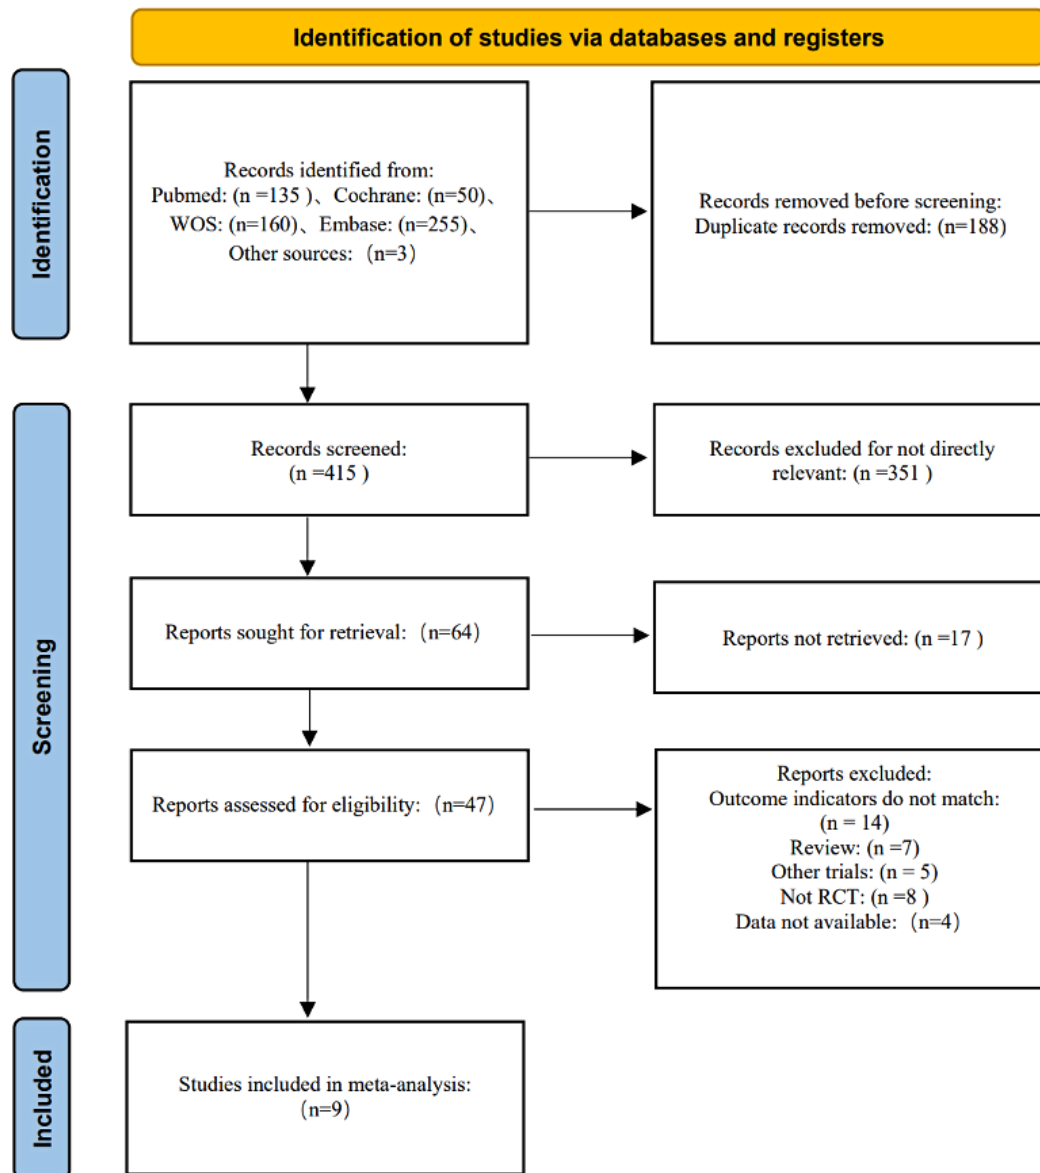 Identification of studies via databases and registers
Identification
Records identified from:
Pubmed: (n =135 )、Cochrane: (n=50)、
WOS: (n=160)、Embase: (n=255)、
Other sources:（n=3）
Records removed before screening:
Duplicate records removed: (n=188)
Screening
Records screened:
(n =415 )
Records excluded for not directly
relevant: (n =351 )
Reports sought for retrieval:（n=64）
Reports not retrieved: (n =17 )
Reports assessed for eligibility:（n=47）
Reports excluded:
Outcome indicators do not match:
(n = 14)
Review: (n =7)
Other trials: (n = 5)
Not RCT: (n =8 )
Data not available:（n=4）
Included
Studies included in meta-analysis:
（n=9）